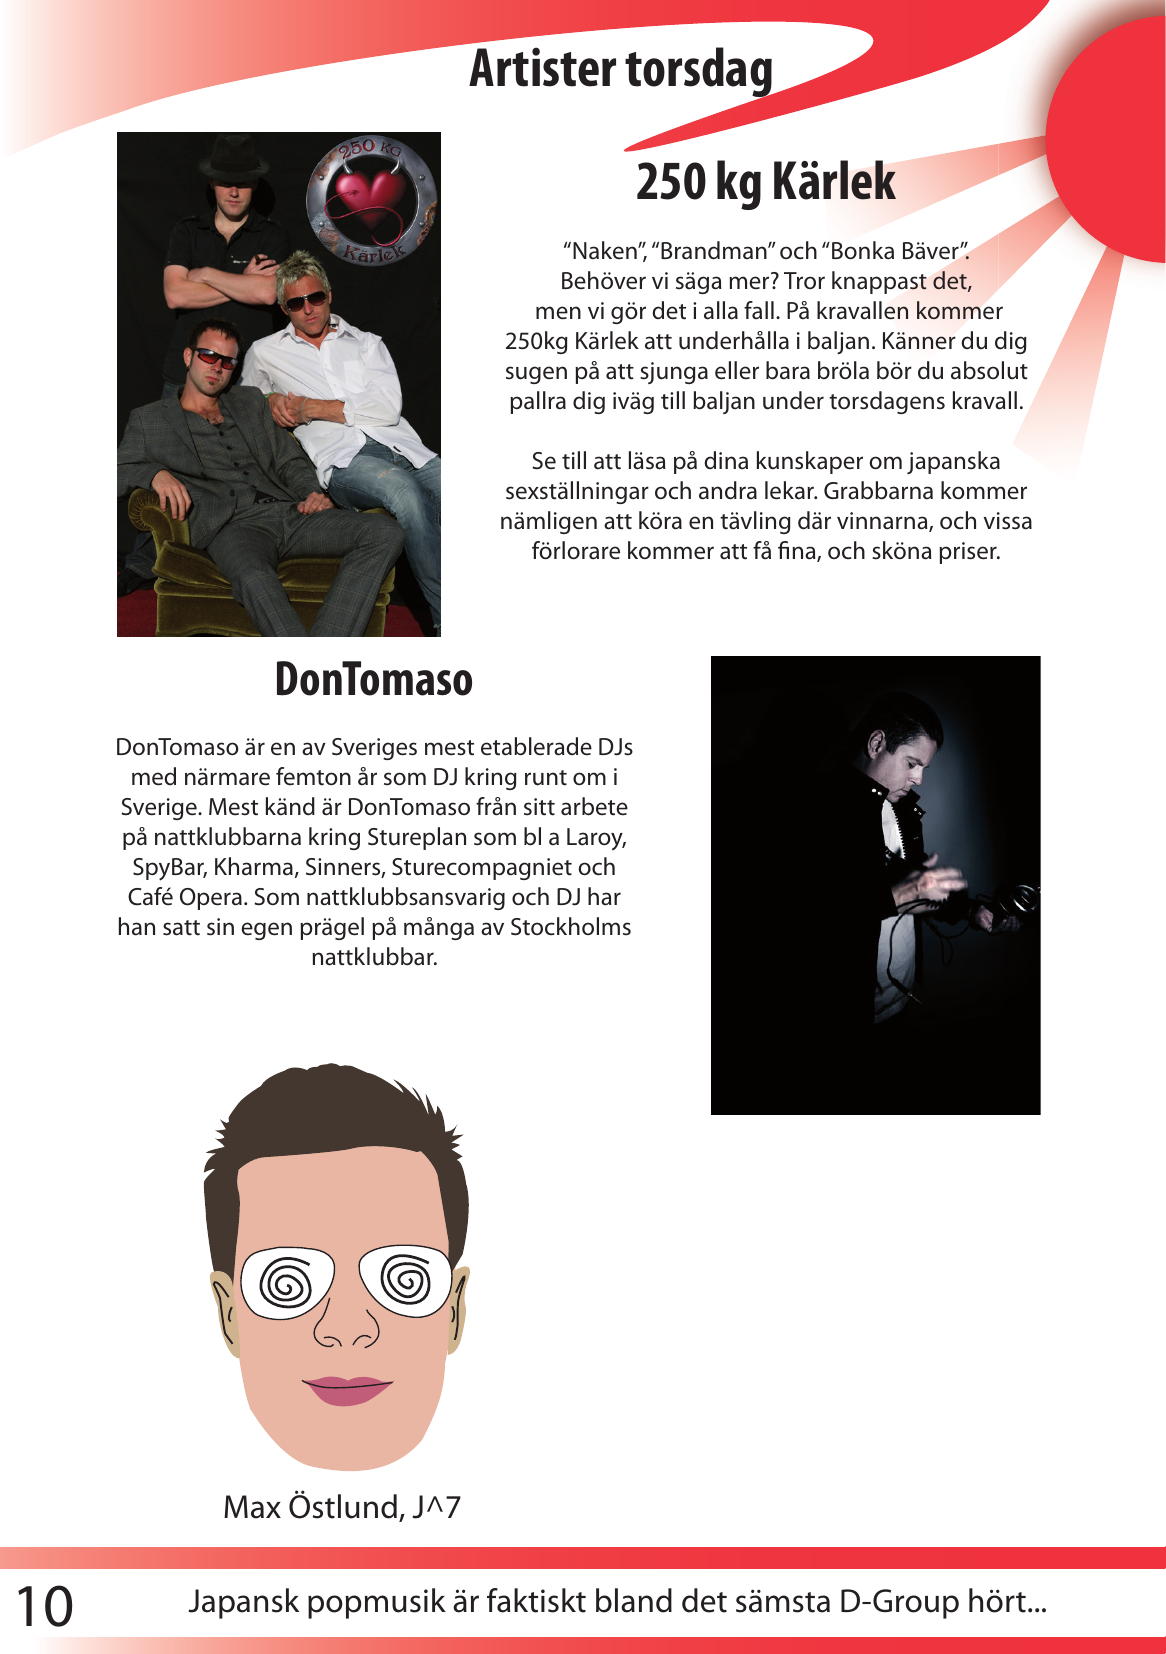 Artister torsdag
250 KG
Kärlek
250 kg Kärlek
“Naken”, “Brandman” och “Bonka Bäver”.
Behöver vi säga mer? Tror knappast det,
men vi gör det i alla fall. På kravallen kommer
250kg Kärlek att underhålla i baljan. Känner du dig
sugen på att sjunga eller bara bröla bör du absolut
pallra dig iväg till baljan under torsdagens kravall.
Se till att läsa på dina kunskaper om japanska
sexställningar och andra lekar. Grabbarna kommer
nämligen att köra en tävling där vinnarna, och vissa
förlorare kommer att få fina, och sköna priser.
DonTomaso
DonTomaso är en av Sveriges mest etablerade DJs
med närmare femton år som DJ kring runt om i
Sverige. Mest känd är DonTomaso från sitt arbete
på nattklubbarna kring Stureplan som bl a Laroy,
SpyBar, Kharma, Sinners, Sturecompagniet och
Café Opera. Som nattklubbsansvarig och DJ har
han satt sin egen prägel på många av Stockholms
nattklubbar.
Max Östlund, J^7
10
Japansk popmusik är faktiskt bland det sämsta D-Group hört...